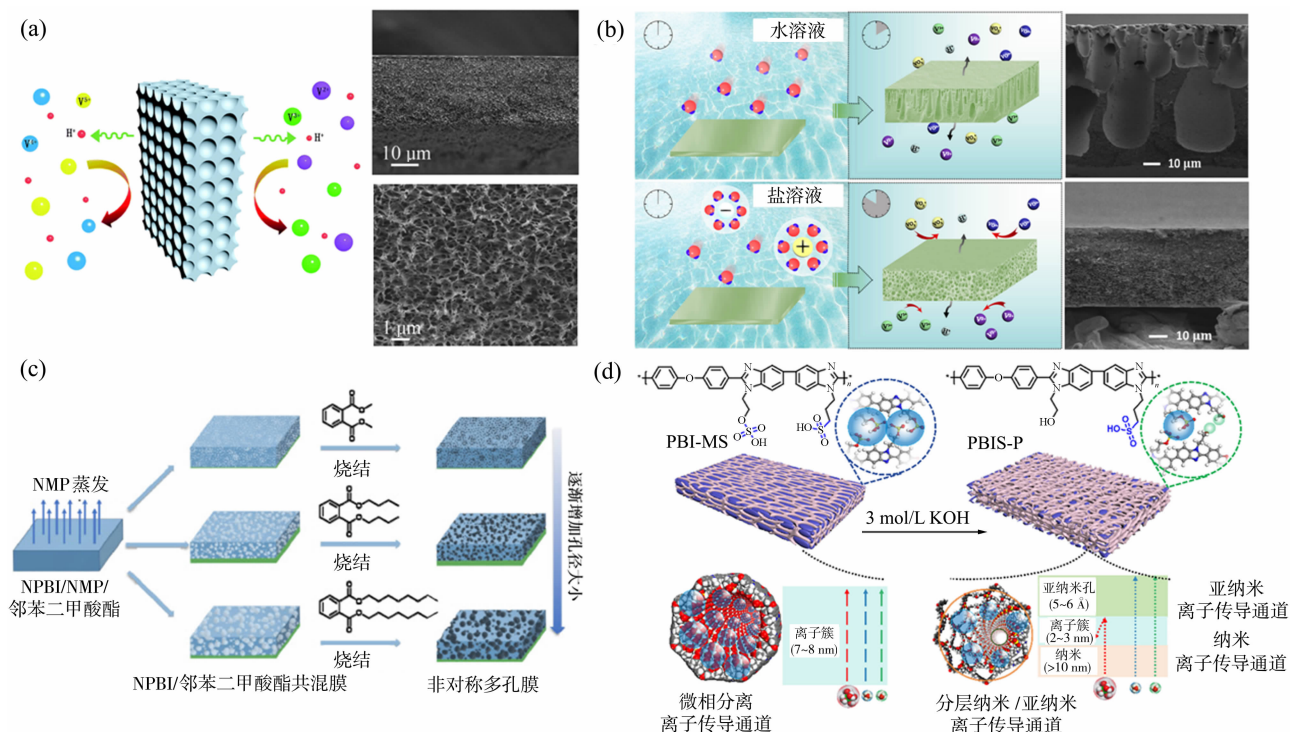 (a)
V⁵⁺
V²⁺
V³⁺
H⁺
H⁺
10 μm
1 μm
(b)
水溶液
10 μm
盐溶液
−
+
10 μm
(c)
NMP 蒸发
NPBI/NMP/
邻苯二甲酸酯
烧结
烧结
烧结
逐渐增加孔径大小
NPBI/邻苯二甲酸酯共混膜
非对称多孔膜
(d)
PBI-MS
PBIS-P
3 mol/L KOH
离子簇
(7~8 nm)
微相分离
离子传导通道
亚纳米孔
(5~6 Å)
离子簇
(2~3 nm)
纳米
(>10 nm)
亚纳米
离子传导通道
纳米
离子传导通道
分层纳米 /亚纳米
离子传导通道